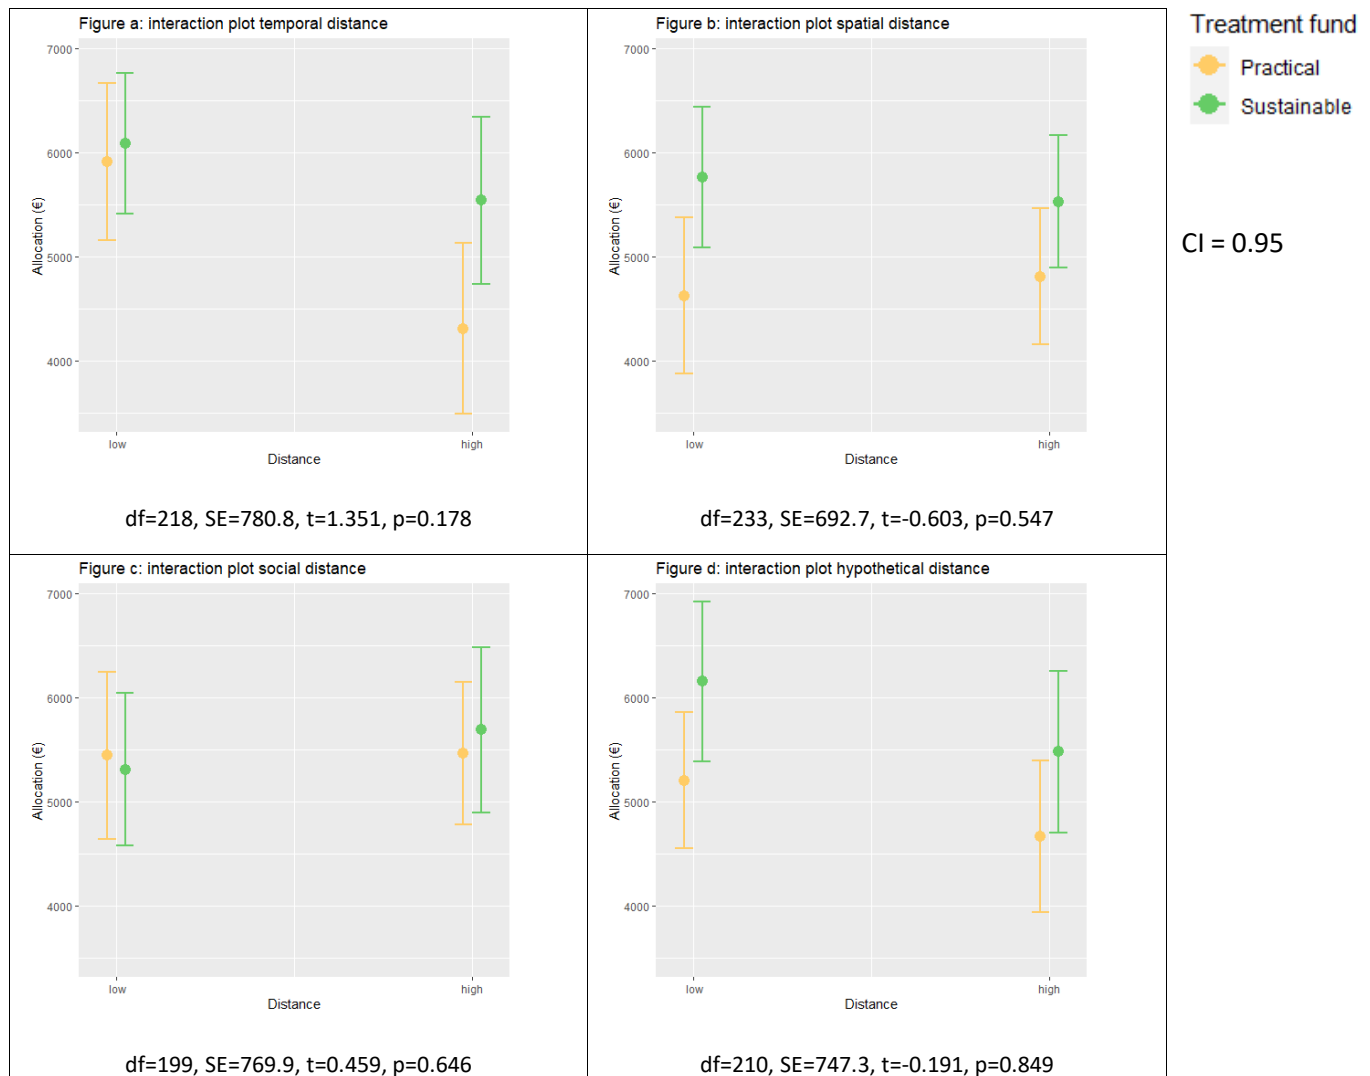 Figure a: interaction plot temporal distance
7000
6000
5000
4000
Allocation (€)
low
high
Distance
df=218, SE=780.8, t=1.351, p=0.178
Figure b: interaction plot spatial distance
7000
6000
5000
4000
Allocation (€)
low
high
Distance
df=233, SE=692.7, t=-0.603, p=0.547
Treatment fund
Practical
Sustainable
CI = 0.95
Figure c: interaction plot social distance
7000
6000
5000
4000
Allocation (€)
low
high
Distance
df=199, SE=769.9, t=0.459, p=0.646
Figure d: interaction plot hypothetical distance
7000
6000
5000
4000
Allocation (€)
low
high
Distance
df=210, SE=747.3, t=-0.191, p=0.849